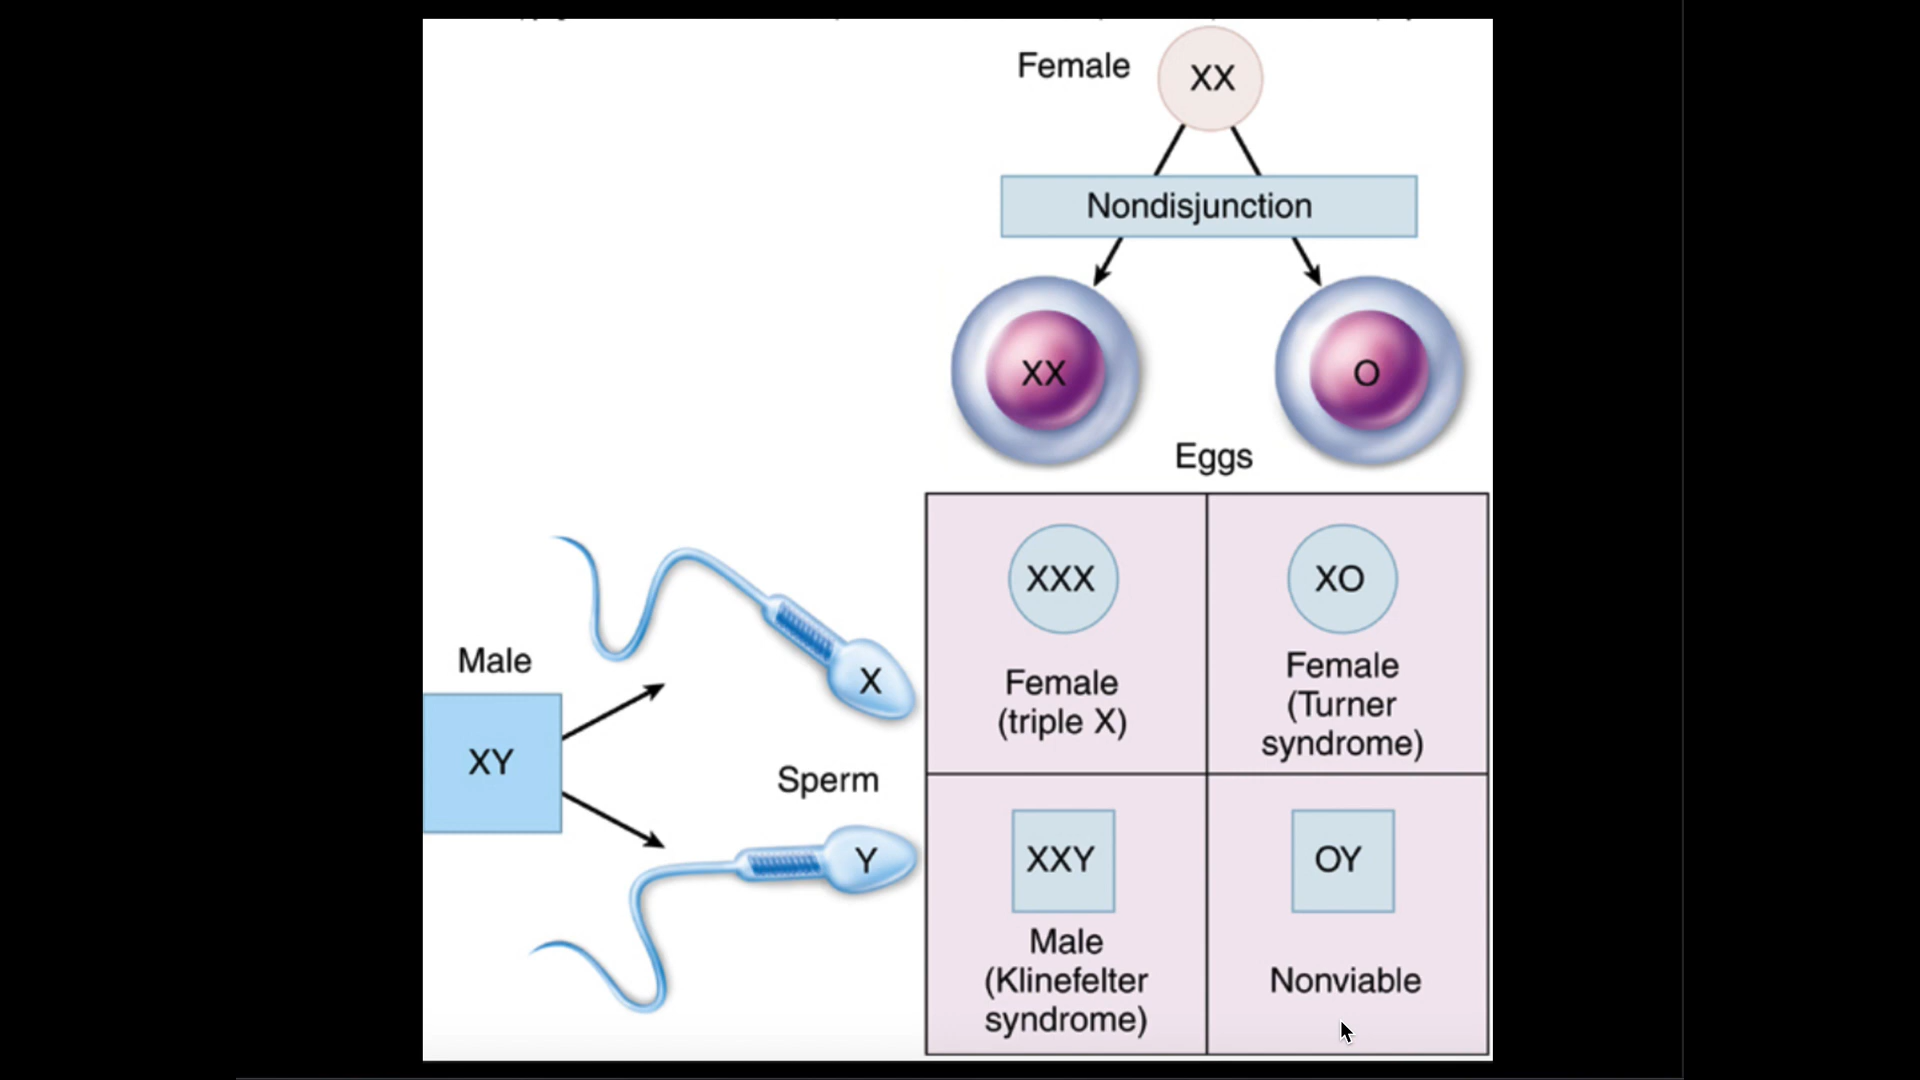 Female
XX
Nondisjunction
XX
O
Eggs
XXX
XO
Female
(triple X)
Female
(Turner
syndrome)
Male
XY
X
Sperm
Y
XXY
OY
Male
(Klinefelter
syndrome)
Nonviable